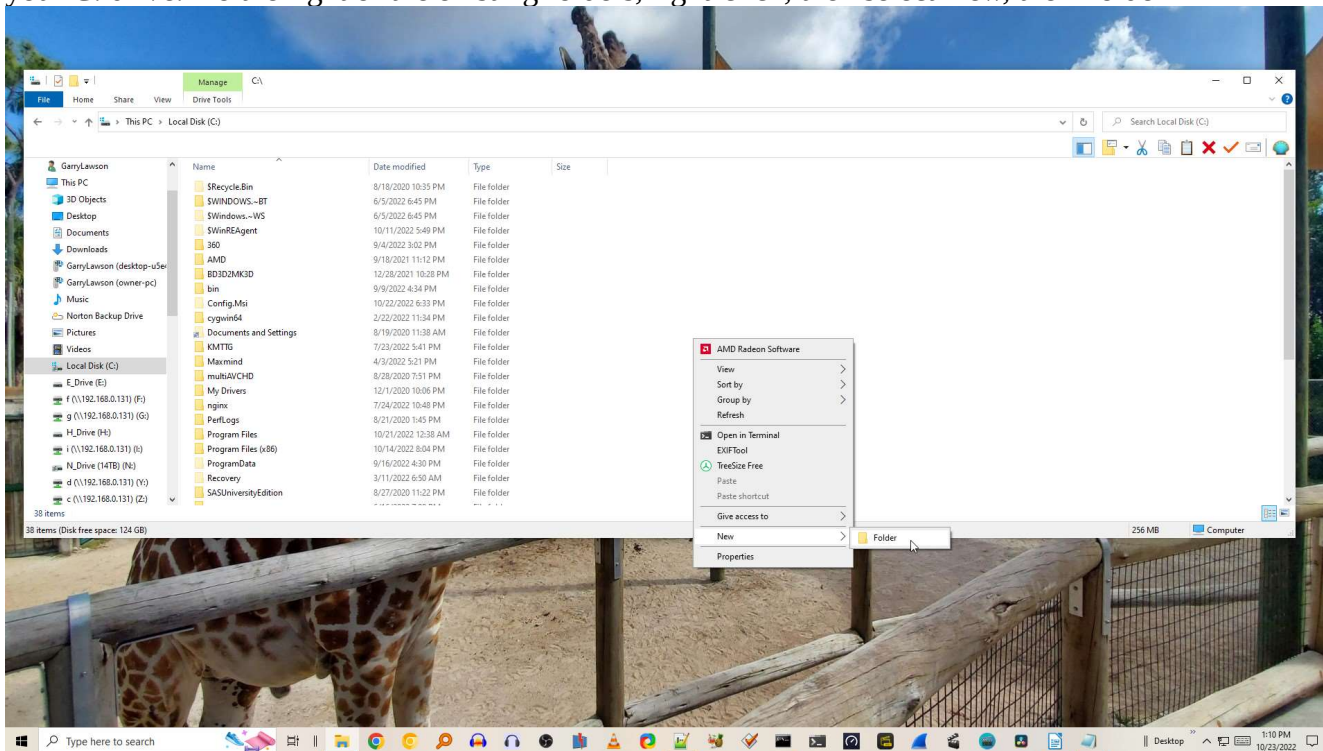 Manage C:\
File Home Share View Drive Tools
This PC > Local Disk (C:) Search Local Disk (C:)
Name Date modified Type Size
GarryLawson
This PC
3D Objects
Desktop
Documents
Downloads
GarryLawson (desktop-u5e
GarryLawson (owner-pc)
Music
Norton Backup Drive
Pictures
Videos
Local Disk (C:)
E_Drive (E:)
f (\\192.168.0.131) (F:)
g (\\192.168.0.131) (G:)
H_Drive (H:)
i (\\192.168.0.131) (I:)
N_Drive (14TB) (N:)
d (\\192.168.0.131) (Y:)
c (\\192.168.0.131) (Z:)
$Recycle.Bin 8/18/2020 10:35 PM File folder
$WINDOWS.~BT 6/5/2022 6:45 PM File folder
$Windows.~WS 6/5/2022 6:45 PM File folder
$WinREAgent 10/11/2022 5:49 PM File folder
360 9/4/2022 3:02 PM File folder
AMD 9/18/2021 11:12 PM File folder
BD3D2MK3D 12/28/2021 10:28 PM File folder
bin 9/9/2022 4:34 PM File folder
Config.Msi 10/22/2022 6:33 PM File folder
cygwin64 2/22/2022 11:34 PM File folder
Documents and Settings 8/19/2020 11:38 AM File folder
KMTTG 7/23/2022 5:41 PM File folder
Maxmind 4/3/2022 5:21 PM File folder
multiAVCHD 8/28/2020 7:51 PM File folder
My Drivers 12/1/2020 10:06 PM File folder
nginx 7/24/2022 10:48 PM File folder
PerfLogs 8/21/2020 1:45 PM File folder
Program Files 10/21/2022 12:38 AM File folder
Program Files (x86) 10/14/2022 8:04 PM File folder
ProgramData 9/16/2022 4:30 PM File folder
Recovery 3/11/2022 6:50 AM File folder
SASUniversityEdition 8/27/2020 11:22 PM File folder
AMD Radeon Software
View
Sort by
Group by
Refresh
Open in Terminal
EXIFTool
TreeSize Free
Paste
Paste shortcut
Give access to
New
Folder
Properties
38 items
38 items (Disk free space: 124 GB) 256 MB Computer
Type here to search Desktop 1:10 PM
10/23/2022